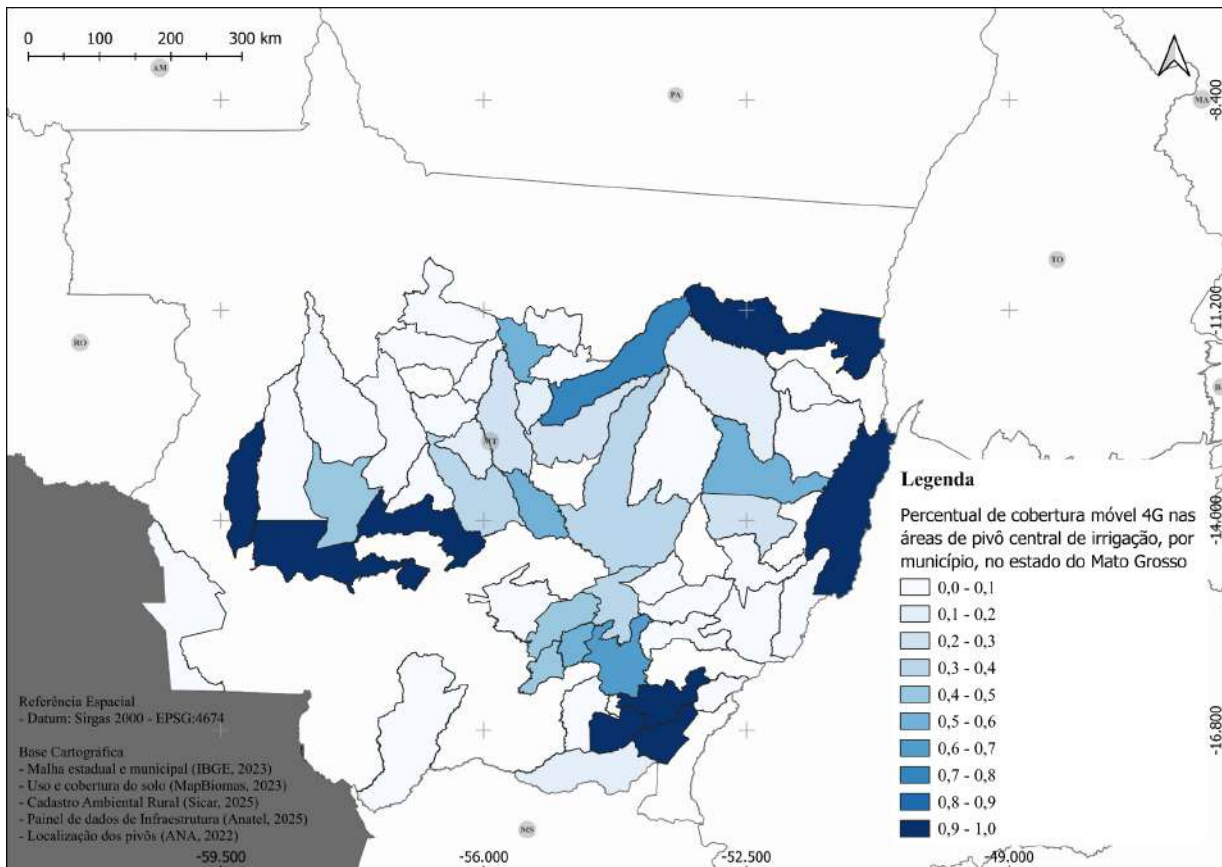 0 100 200 300 km
AM
PA
MA
-8.400
TO
-11.200
RO
MT
Legenda
Percentual de cobertura móvel 4G nas
áreas de pivô central de irrigação, por
município, no estado do Mato Grosso
0,0 - 0,1
0,1 - 0,2
0,2 - 0,3
0,3 - 0,4
0,4 - 0,5
0,5 - 0,6
0,6 - 0,7
0,7 - 0,8
0,8 - 0,9
0,9 - 1,0
-14.000
-16.800
Referência Espacial
- Datum: Sirgas 2000 - EPSG:4674
Base Cartográfica
- Malha estadual e municipal (IBGE, 2023)
- Uso e cobertura do solo (MapBiomas, 2023)
- Cadastro Ambiental Rural (Sicar, 2025)
- Painel de dados de Infraestrutura (Anatel, 2025)
- Localização dos pivôs (ANA, 2022)
MS
-59.500 -56.000 -52.500 -49.000